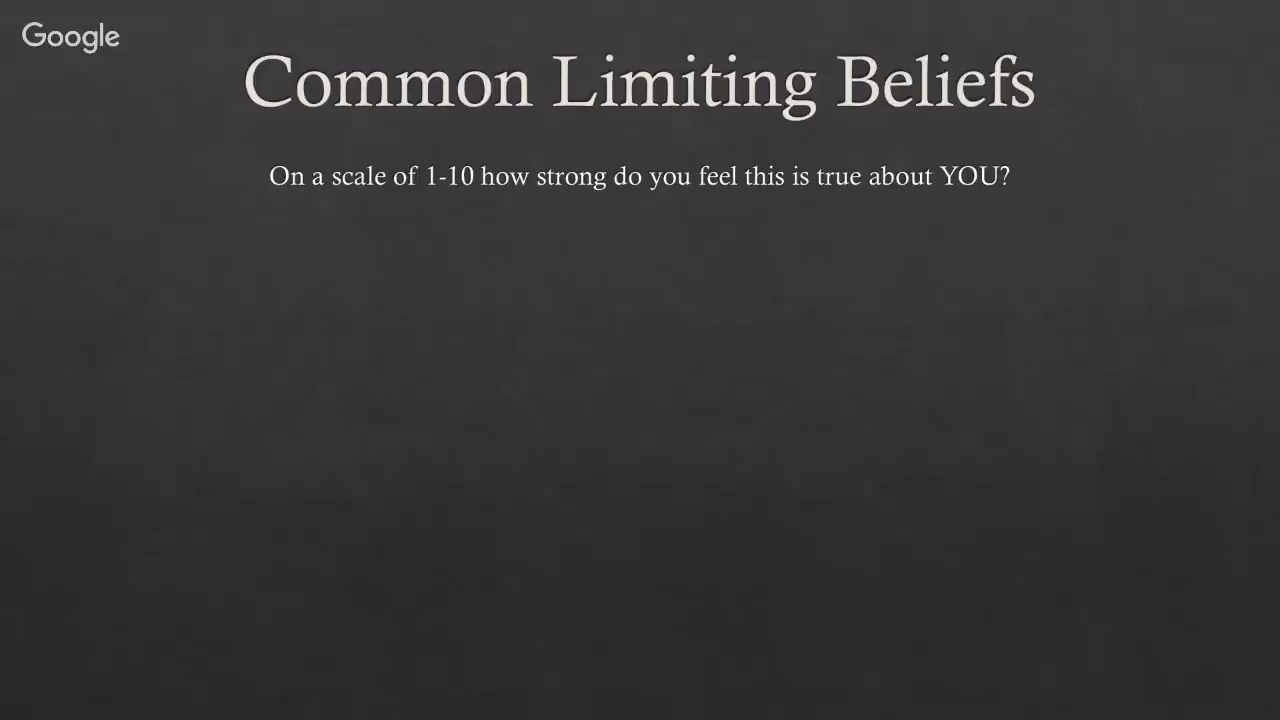 Google
Common Limiting Beliefs
On a scale of 1-10 how strong do you feel this is true about YOU?